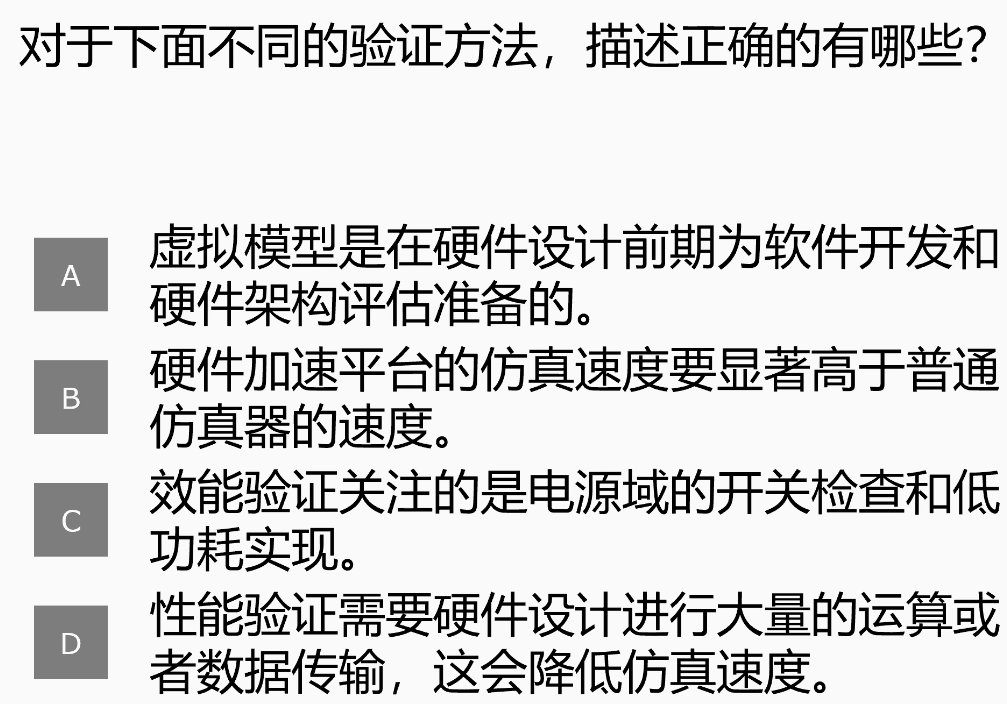 对于下面不同的验证方法，描述正确的有哪些？
A
虚拟模型是在硬件设计前期为软件开发和
硬件架构评估准备的。
B
硬件加速平台的仿真速度要显著高于普通
仿真器的速度。
C
效能验证关注的是电源域的开关检查和低
功耗实现。
D
性能验证需要硬件设计进行大量的运算或
者数据传输，这会降低仿真速度。